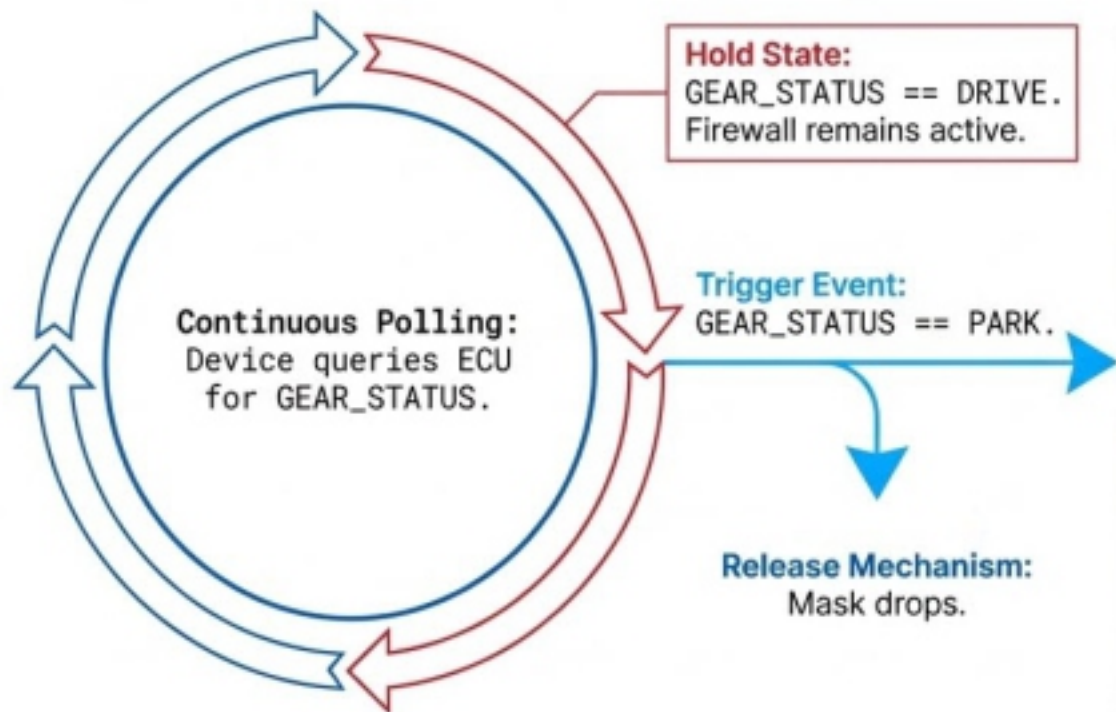 Hold State:
GEAR_STATUS == DRIVE.
Firewall remains active.
Trigger Event:
GEAR_STATUS == PARK.
Continuous Polling:
Device queries ECU
for GEAR_STATUS.
Release Mechanism:
Mask drops.